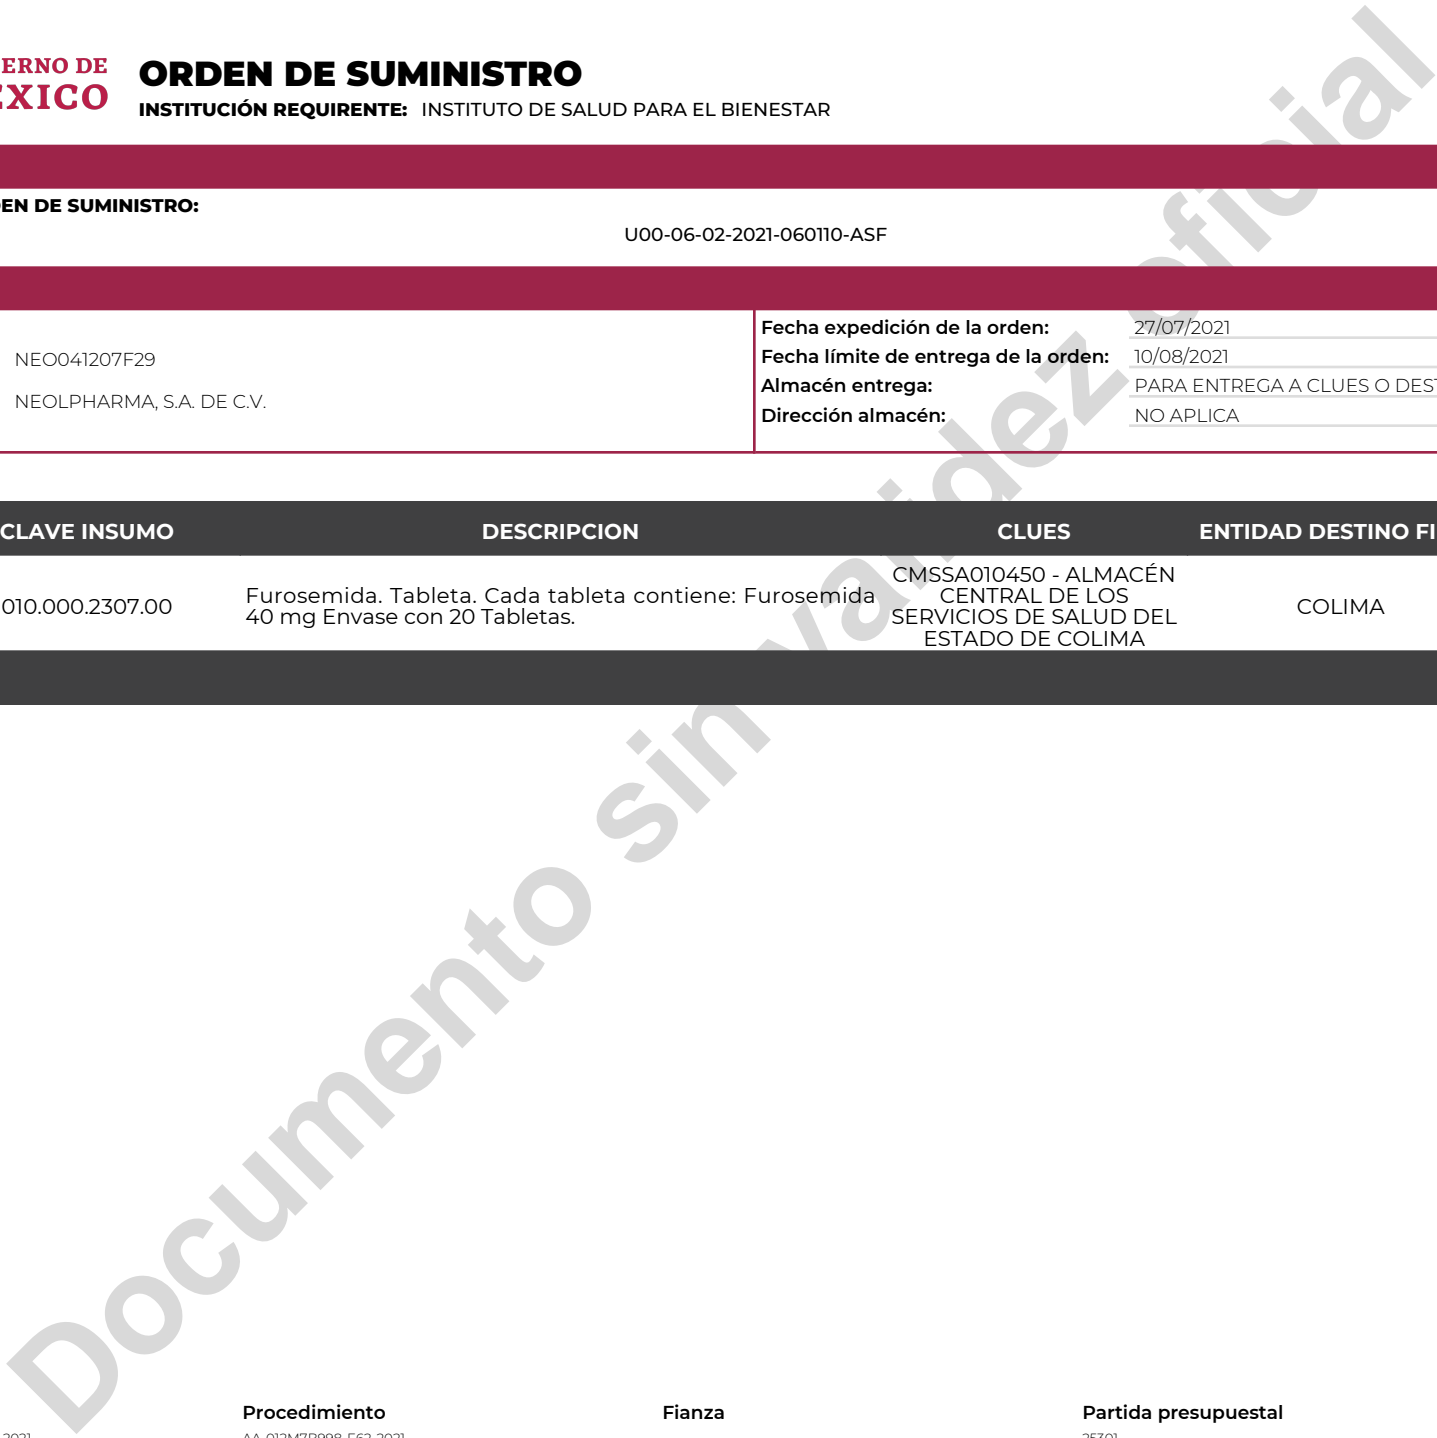 ERNO DE
EXICO
ORDEN DE SUMINISTRO
INSTITUCIÓN REQUIRENTE: INSTITUTO DE SALUD PARA EL BIENESTAR
EN DE SUMINISTRO:
U00-06-02-2021-060110-ASF
NEO041207F29
NEOLPHARMA, S.A. DE C.V.
Fecha expedición de la orden: 27/07/2021
Fecha límite de entrega de la orden: 10/08/2021
Almacén entrega: PARA ENTREGA A CLUES O DEST
Dirección almacén: NO APLICA
CLAVE INSUMO DESCRIPCION CLUES ENTIDAD DESTINO FI
010.000.2307.00
Furosemida. Tableta. Cada tableta contiene: Furosemida
40 mg Envase con 20 Tabletas.
CMSSA010450 - ALMACÉN
CENTRAL DE LOS
SERVICIOS DE SALUD DEL
ESTADO DE COLIMA
COLIMA
Documento sin validez oficial
Procedimiento Fianza Partida presupuestal